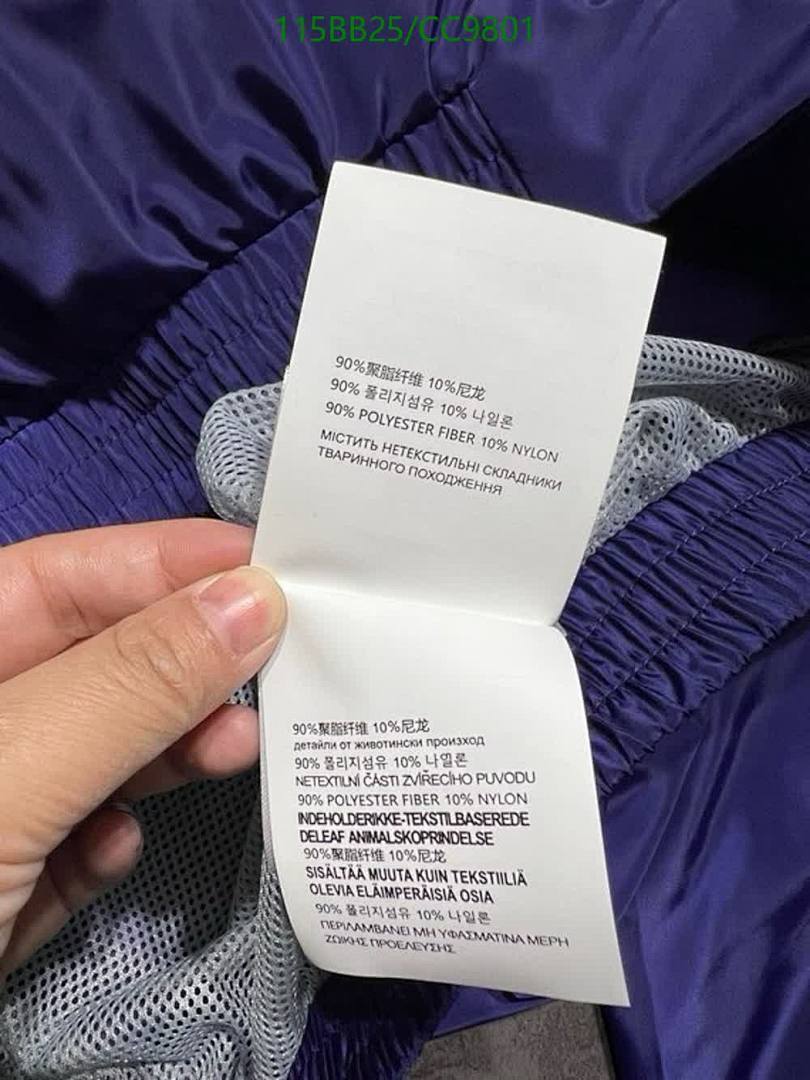 115BB25/CC9801
90%聚脂纤维 10%尼龙
90% 폴리지섬유 10% 나일론
90% POLYESTER FIBER 10% NYLON
МІСТИТЬ НЕТЕКСТИЛЬНІ СКЛАДНИКИ
ТВАРИННОГО ПОХОДЖЕННЯ
90%聚脂纤维 10%尼龙
детайли от животински произход
90% 폴리지섬유 10% 나일론
NETEXTILNÍ ČÁSTI ZVÍŘECÍHO PUVODU
90% POLYESTER FIBER 10% NYLON
INDEHOLDERIKKE-TEKSTILBASEREDE
DELEAF ANIMALSKOPRINDELSE
90%聚脂纤维 10%尼龙
SISÄLTÄÄ MUUTA KUIN TEKSTIILIÄ
OLEVIA ELÄIMPERÄISIÄ OSIA
90% 폴리지섬유 10% 나일론
ΠΕΡΙΛΑΜΒΑΝΕΙ ΜΗ ΥΦΑΣΜΑΤΙΝΑ ΜΕΡΗ
ΖΩΙΚΗΣ ΠΡΟΕΛΕΥΣΗΣ